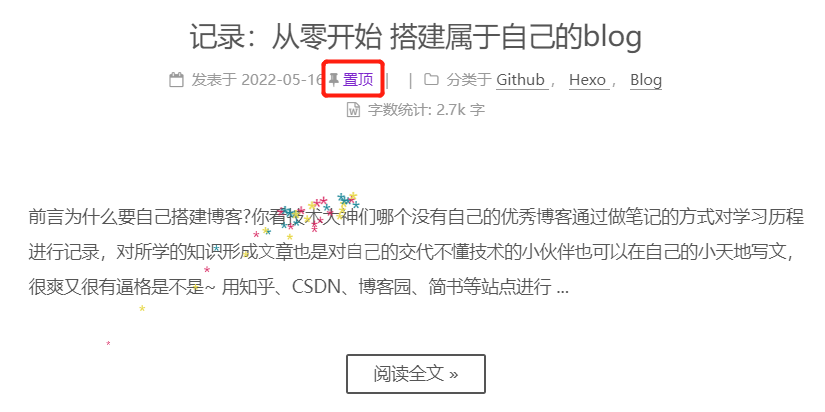 记录：从零开始 搭建属于自己的blog
发表于 2022-05-16 置顶 | | 分类于 Github ， Hexo ， Blog
字数统计: 2.7k 字
前言为什么要自己搭建博客?你看技术大神们哪个没有自己的优秀博客通过做笔记的方式对学习历程
进行记录，对所学的知识形成文章也是对自己的交代不懂技术的小伙伴也可以在自己的小天地写文，
很爽又很有逼格是不是~ 用知乎、CSDN、博客园、简书等站点进行 ...
阅读全文 »